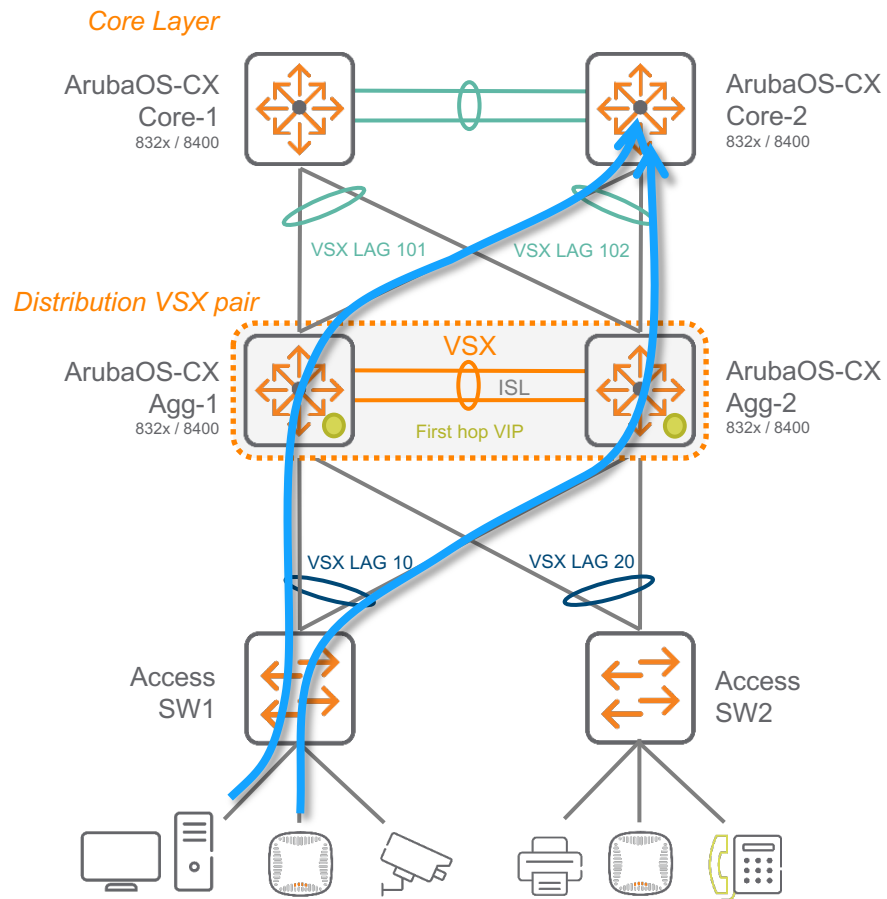 Core Layer
ArubaOS-CX
Core-1
832x / 8400
ArubaOS-CX
Core-2
832x / 8400
VSX LAG 101
VSX LAG 102
Distribution VSX pair
VSX
ArubaOS-CX
Agg-1
832x / 8400
ISL
First hop VIP
ArubaOS-CX
Agg-2
832x / 8400
VSX LAG 10
VSX LAG 20
Access
SW1
Access
SW2